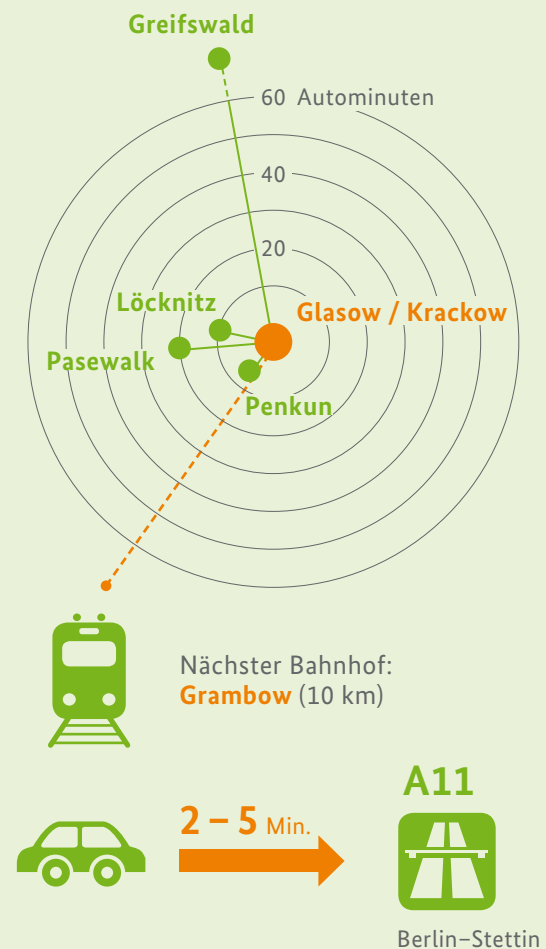 Greifswald
60 Autominuten
40
20
Löcknitz
Glasow / Krackow
Pasewalk
Penkun
Nächster Bahnhof:
Grambow (10 km)
A11
2 – 5 Min.
Berlin–Stettin